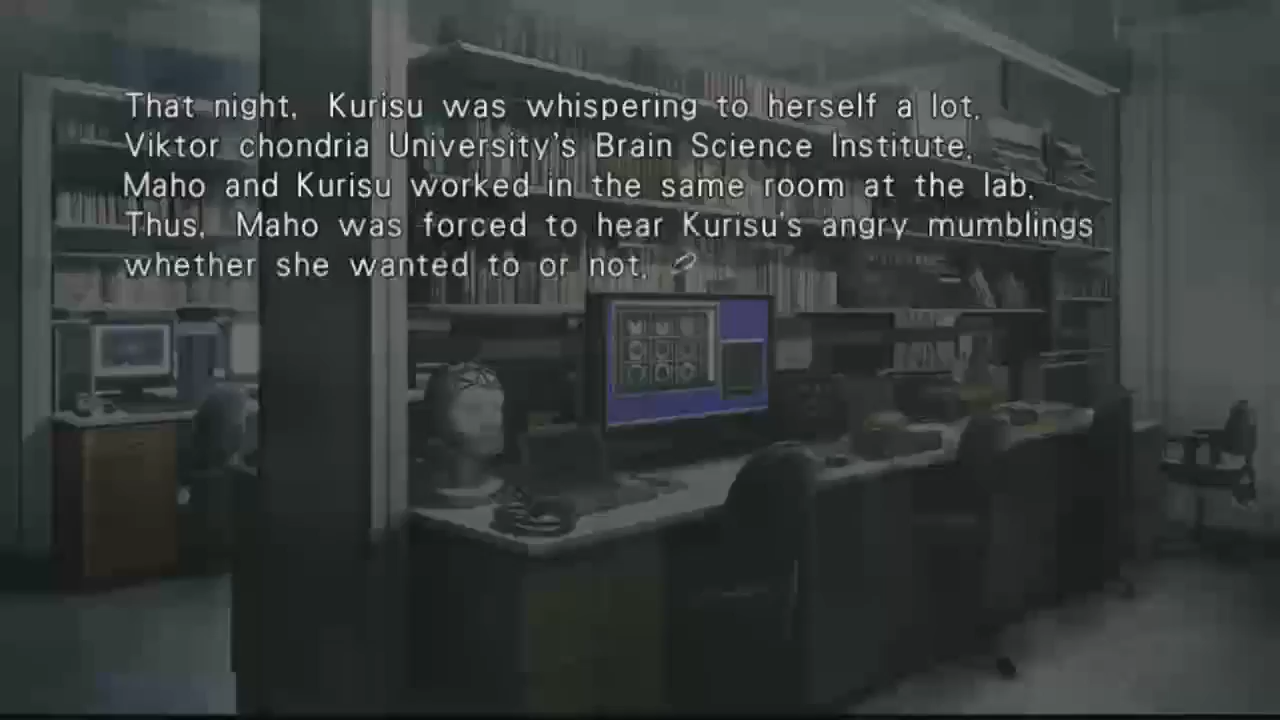 That night, Kurisu was whispering to herself a lot.
Viktor chondria University's Brain Science Institute.
Maho and Kurisu worked in the same room at the lab.
Thus, Maho was forced to hear Kurisu's angry mumblings
whether she wanted to or not.